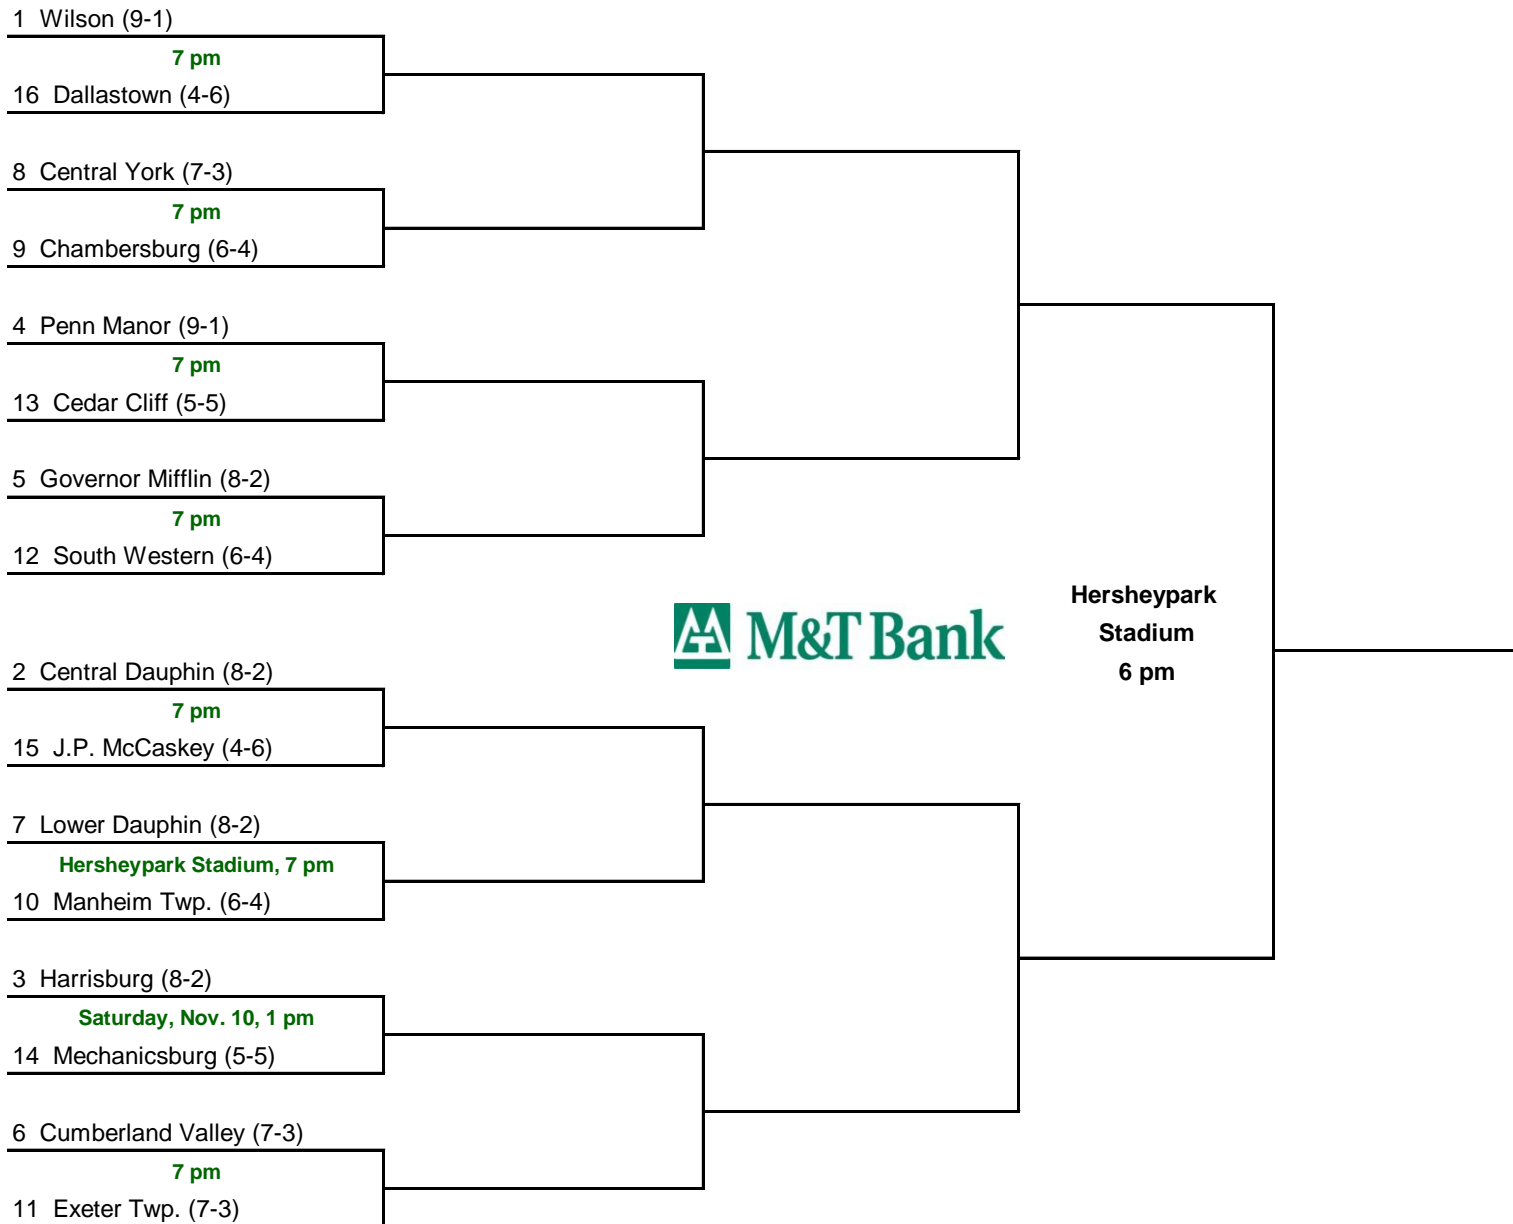 1 Wilson (9-1)
7 pm
16 Dallastown (4-6)
8 Central York (7-3)
7 pm
9 Chambersburg (6-4)
4 Penn Manor (9-1)
7 pm
13 Cedar Cliff (5-5)
5 Governor Mifflin (8-2)
7 pm
12 South Western (6-4)
M&T Bank
Hersheypark
Stadium
6 pm
2 Central Dauphin (8-2)
7 pm
15 J.P. McCaskey (4-6)
7 Lower Dauphin (8-2)
Hersheypark Stadium, 7 pm
10 Manheim Twp. (6-4)
3 Harrisburg (8-2)
Saturday, Nov. 10, 1 pm
14 Mechanicsburg (5-5)
6 Cumberland Valley (7-3)
7 pm
11 Exeter Twp. (7-3)